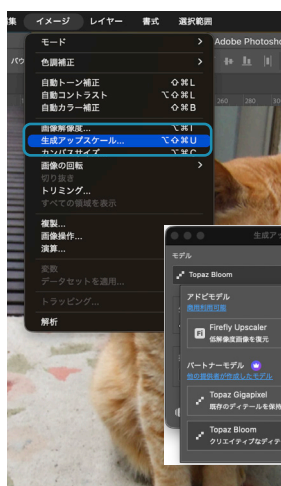 集 イメージ レイヤー 書式 選択範囲
Adobe Photosh
モード
色調補正
自動トーン補正 ⇧⌘L
自動コントラスト ⌥⇧⌘L
自動カラー補正 ⇧⌘B
画像解像度... ⌥⌘I
生成アップスケール... ⌥⇧⌘U
カンバスサイズ... ⌥⌘C
画像の回転
切り抜き
トリミング...
すべての領域を表示
複製...
画像操作...
演算...
変数
データセットを適用...
トラッピング...
解析
260 280 30
生成アッ
モデル
Topaz Bloom
アドビモデル
商用利用可能
Fi Firefly Upscaler
低解像度画像を復元
パートナーモデル
他の提供者が作成したモデル
Topaz Gigapixel
既存のディテールを保持
Topaz Bloom
クリエイティブなディテ